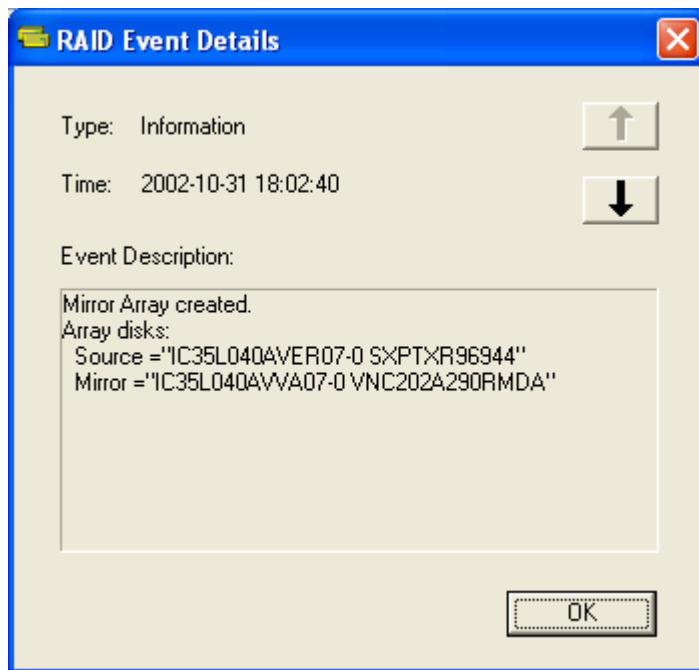 RAID Event Details
Type: Information
Time: 2002-10-31 18:02:40
Event Description:
Mirror Array created.
Array disks:
Source ="IC35L040AVER07-0 SXPTXR96944"
Mirror ="IC35L040AVVA07-0 VNC202A290RMDA"
OK